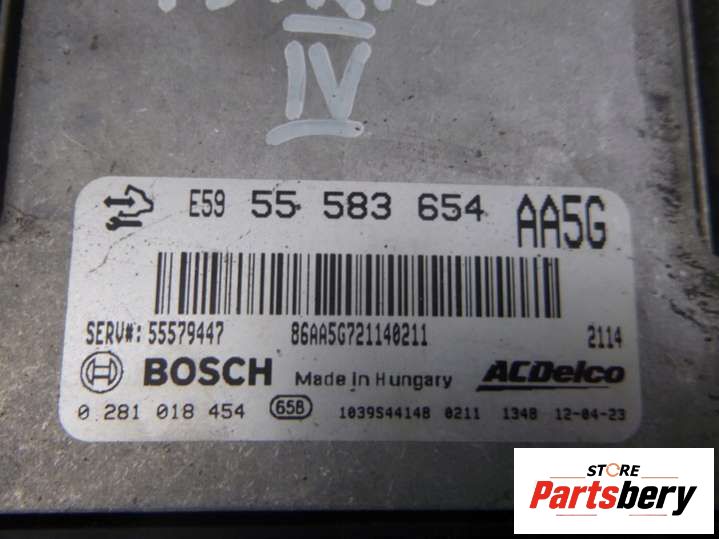 IV
E59 55 583 654 AA5G
SERV#: 55579447 86AA5G721140211 2114
BOSCH Made in Hungary ACDelco
0 281 018 454 65B 1039S44148 0211 1348 12-04-23
STORE
Partsbery